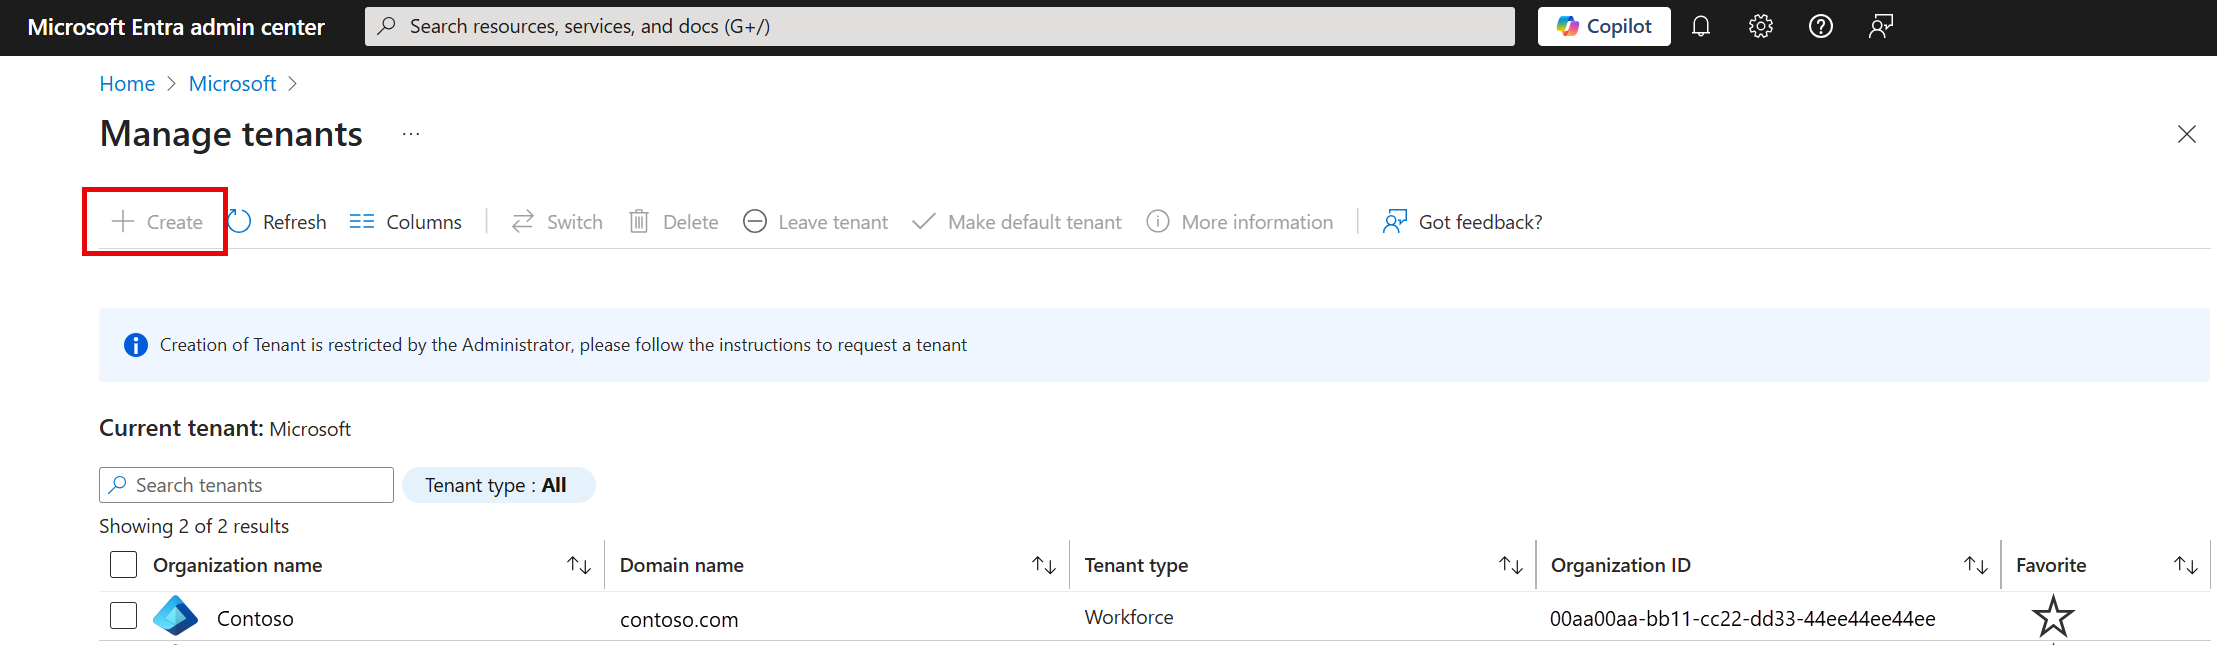 Microsoft Entra admin center
Search resources, services, and docs (G+/)
Copilot
Home > Microsoft >
Manage tenants ...
Create
Refresh
Columns
Switch
Delete
Leave tenant
Make default tenant
More information
Got feedback?
Creation of Tenant is restricted by the Administrator, please follow the instructions to request a tenant
Current tenant: Microsoft
Search tenants
Tenant type : All
Showing 2 of 2 results
Organization name
Domain name
Tenant type
Organization ID
Favorite
Contoso
contoso.com
Workforce
00aa00aa-bb11-cc22-dd33-44ee44ee44ee